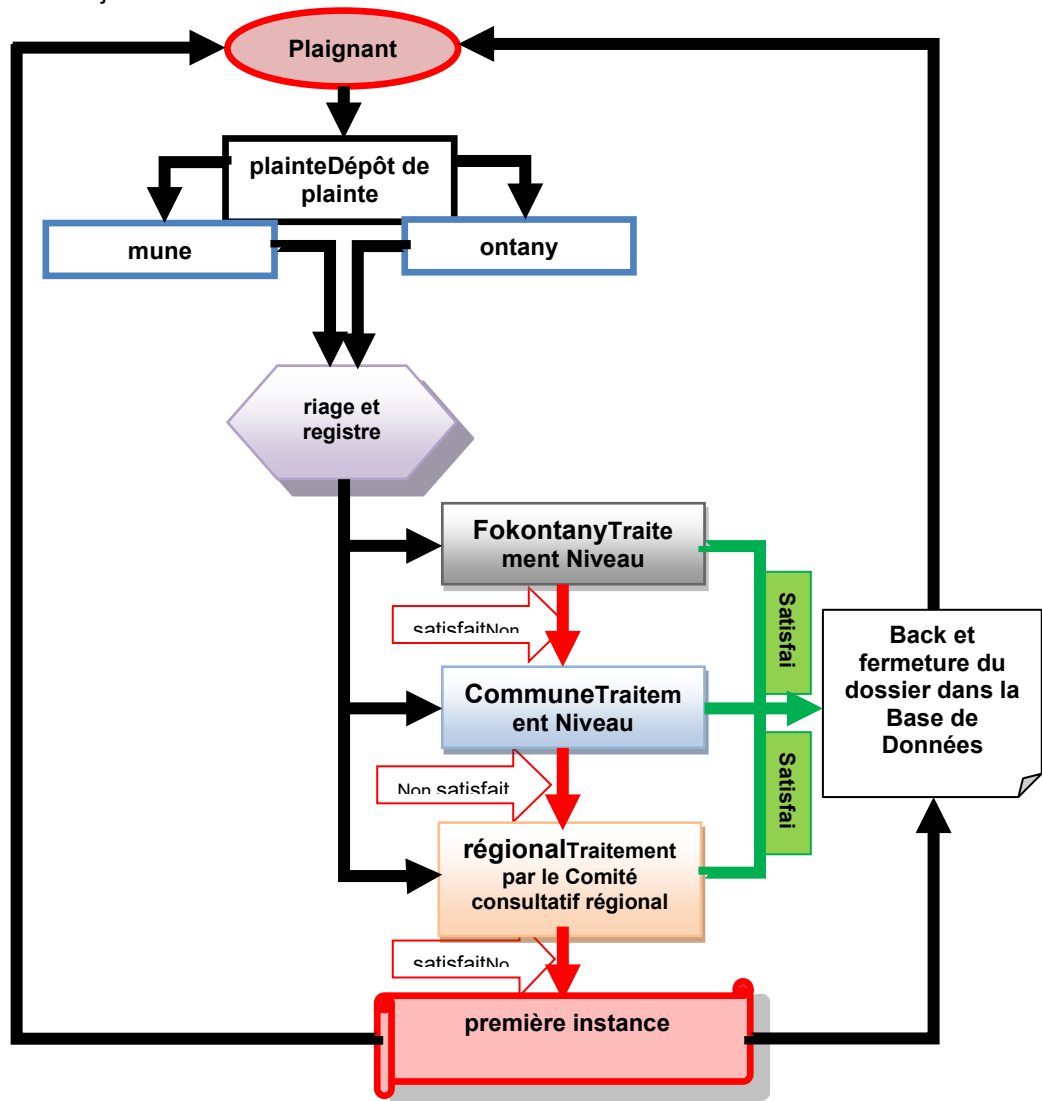 Plaignant
plainteDépôt de
plainte
mune
ontany
riage et
registre
FokontanyTraite
ment Niveau
satisfaitNon
Satisfai
CommuneTraitem
ent Niveau
Back et
fermeture du
dossier dans la
Base de
Données
Non satisfait
Satisfai
régionalTraitement
par le Comité
consultatif régional
satisfaitNo
première instance